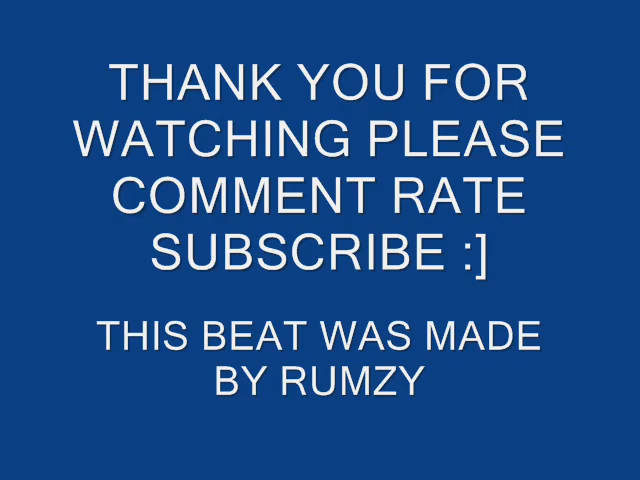 THANK YOU FOR
WATCHING PLEASE
COMMENT RATE
SUBSCRIBE :]
THIS BEAT WAS MADE
BY RUMZY